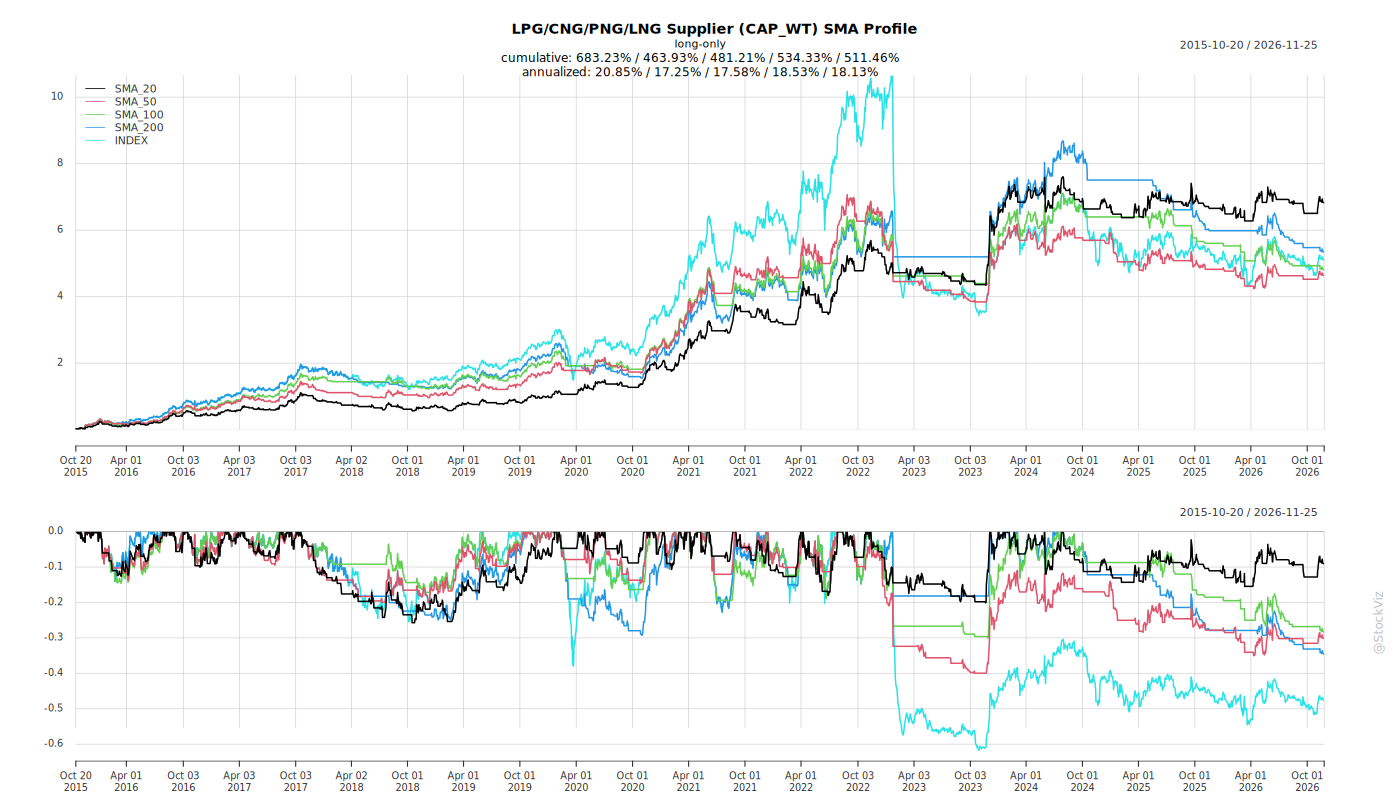 LPG/CNG/PNG/LNG Supplier (CAP_WT) SMA Profile
long-only
cumulative: 683.23% / 463.93% / 481.21% / 534.33% / 511.46%
annualized: 20.85% / 17.25% / 17.58% / 18.53% / 18.13%
2015-10-20 / 2026-11-25
SMA_20
SMA_50
SMA_100
SMA_200
INDEX
10
8
6
4
2
Oct 20 Apr 01 Oct 03 Apr 03 Oct 03 Apr 02 Oct 01 Apr 01 Oct 01 Apr 01 Oct 01 Apr 01 Oct 01 Apr 01 Oct 03 Apr 03 Oct 03 Apr 01 Oct 01 Apr 01 Oct 01 Apr 01 Oct 01
2015 2016 2016 2017 2017 2018 2018 2019 2019 2020 2020 2021 2021 2022 2022 2023 2023 2024 2024 2025 2025 2026 2026
2015-10-20 / 2026-11-25
0.0
-0.1
-0.2
-0.3
-0.4
-0.5
-0.6
Oct 20 Apr 01 Oct 03 Apr 03 Oct 03 Apr 02 Oct 01 Apr 01 Oct 01 Apr 01 Oct 01 Apr 01 Oct 01 Apr 01 Oct 03 Apr 03 Oct 03 Apr 01 Oct 01 Apr 01 Oct 01 Apr 01 Oct 01
2015 2016 2016 2017 2017 2018 2018 2019 2019 2020 2020 2021 2021 2022 2022 2023 2023 2024 2024 2025 2025 2026 2026
@StockViz